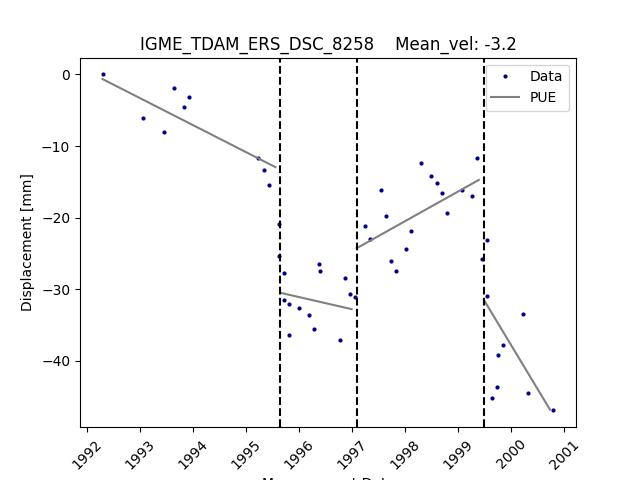 IGME_TDAM_ERS_DSC_8258    Mean_vel: -3.2
Data
PUE
Displacement [mm]
0
−10
−20
−30
−40
1992 1993 1994 1995 1996 1997 1998 1999 2000 2001